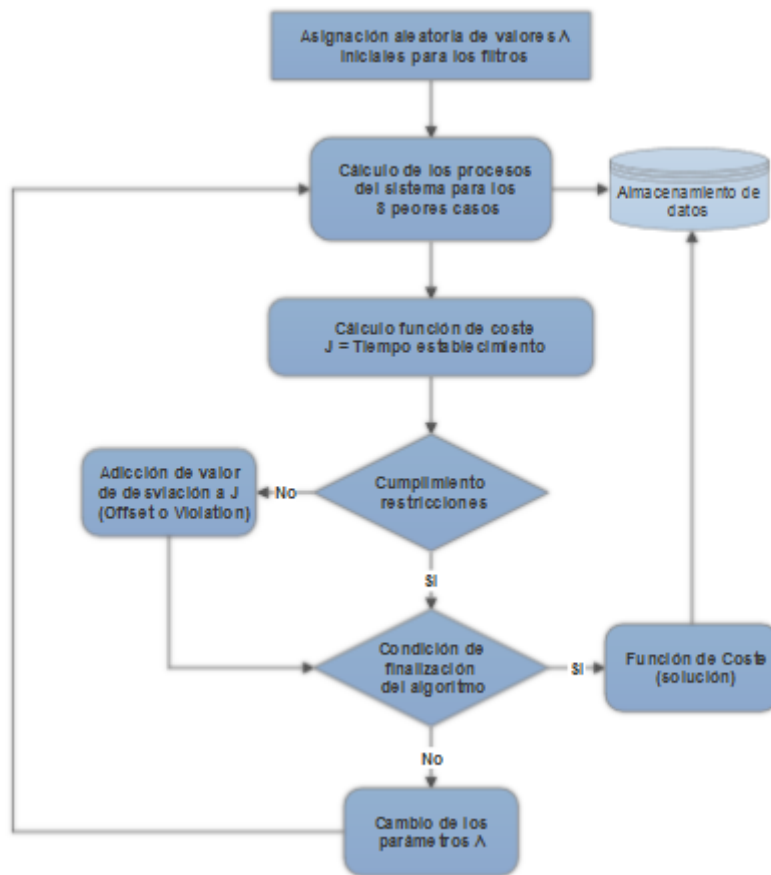 Asignación aleatoria de valores Λ
iniciales para los filtros
Cálculo de los procesos
del sistema para los
8 peores casos
Almacenamiento de
datos
Cálculo función de coste
J = Tiempo establecimiento
Adicción de valor
de desviación a J
(Offset o Violation)
No
Cumplimiento
restricciones
Si
Condición de
finalización
del algoritmo
Si
Función de Coste
(solución)
No
Cambio de los
parámetros Λ